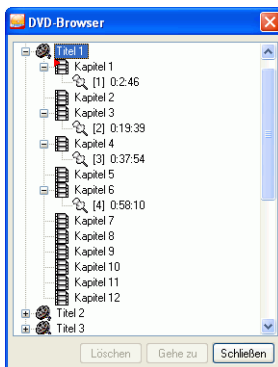 DVD-Browser
Titel 1
Kapitel 1
[1] 0:2:46
Kapitel 2
Kapitel 3
[2] 0:19:39
Kapitel 4
[3] 0:37:54
Kapitel 5
Kapitel 6
[4] 0:58:10
Kapitel 7
Kapitel 8
Kapitel 9
Kapitel 10
Kapitel 11
Kapitel 12
Titel 2
Titel 3
Löschen Gehe zu Schließen